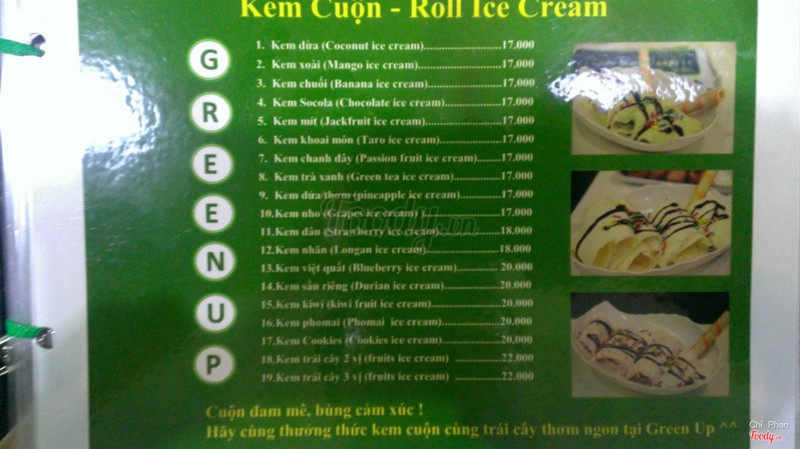 Kem Cuộn - Roll Ice Cream
GREENUP
1. Kem dừa (Coconut ice cream)..........................17.000
2. Kem xoài (Mango ice cream)............................17.000
3. Kem chuối (Banana ice cream)..........................17.000
4. Kem Socola (Chocolate ice cream)...................17.000
5. Kem mít (Jackfruit ice cream)..........................17.000
6. Kem khoai môn (Taro ice cream).....................17.000
7. Kem chanh dây (Passion fruit ice cream)........17.000
8. Kem trà xanh (Green tea ice cream)................17.000
9. Kem dứa/thơm (pineapple ice cream)..............17.000
10.Kem nho (Grapes ice cream )...........................17.000
11.Kem dâu (Strawberry ice cream)....................18.000
12.Kem nhãn (Longan ice cream)........................18.000
13.Kem việt quất (Blueberry ice cream)............. 20.000
14.Kem sầu riêng (Durian ice cream)...................20.000
15.Kem kiwi (kiwi fruit ice cream).......................20.000
16.Kem phomai (Phomai ice cream)...................20.000
17.Kem Cookies (Cookies ice cream)....................20.000
18.Kem trái cây 2 vị (fruits ice cream) ...............22.000
19.Kem trái cây 3 vị (fruits ice cream) ...............22.000
Cuộn đam mê, bùng cảm xúc !
Hãy cùng thưởng thức kem cuộn cùng trái cây thơm ngon tại Green Up ^^
Foody.vn
Chi Phan
Foody.vn